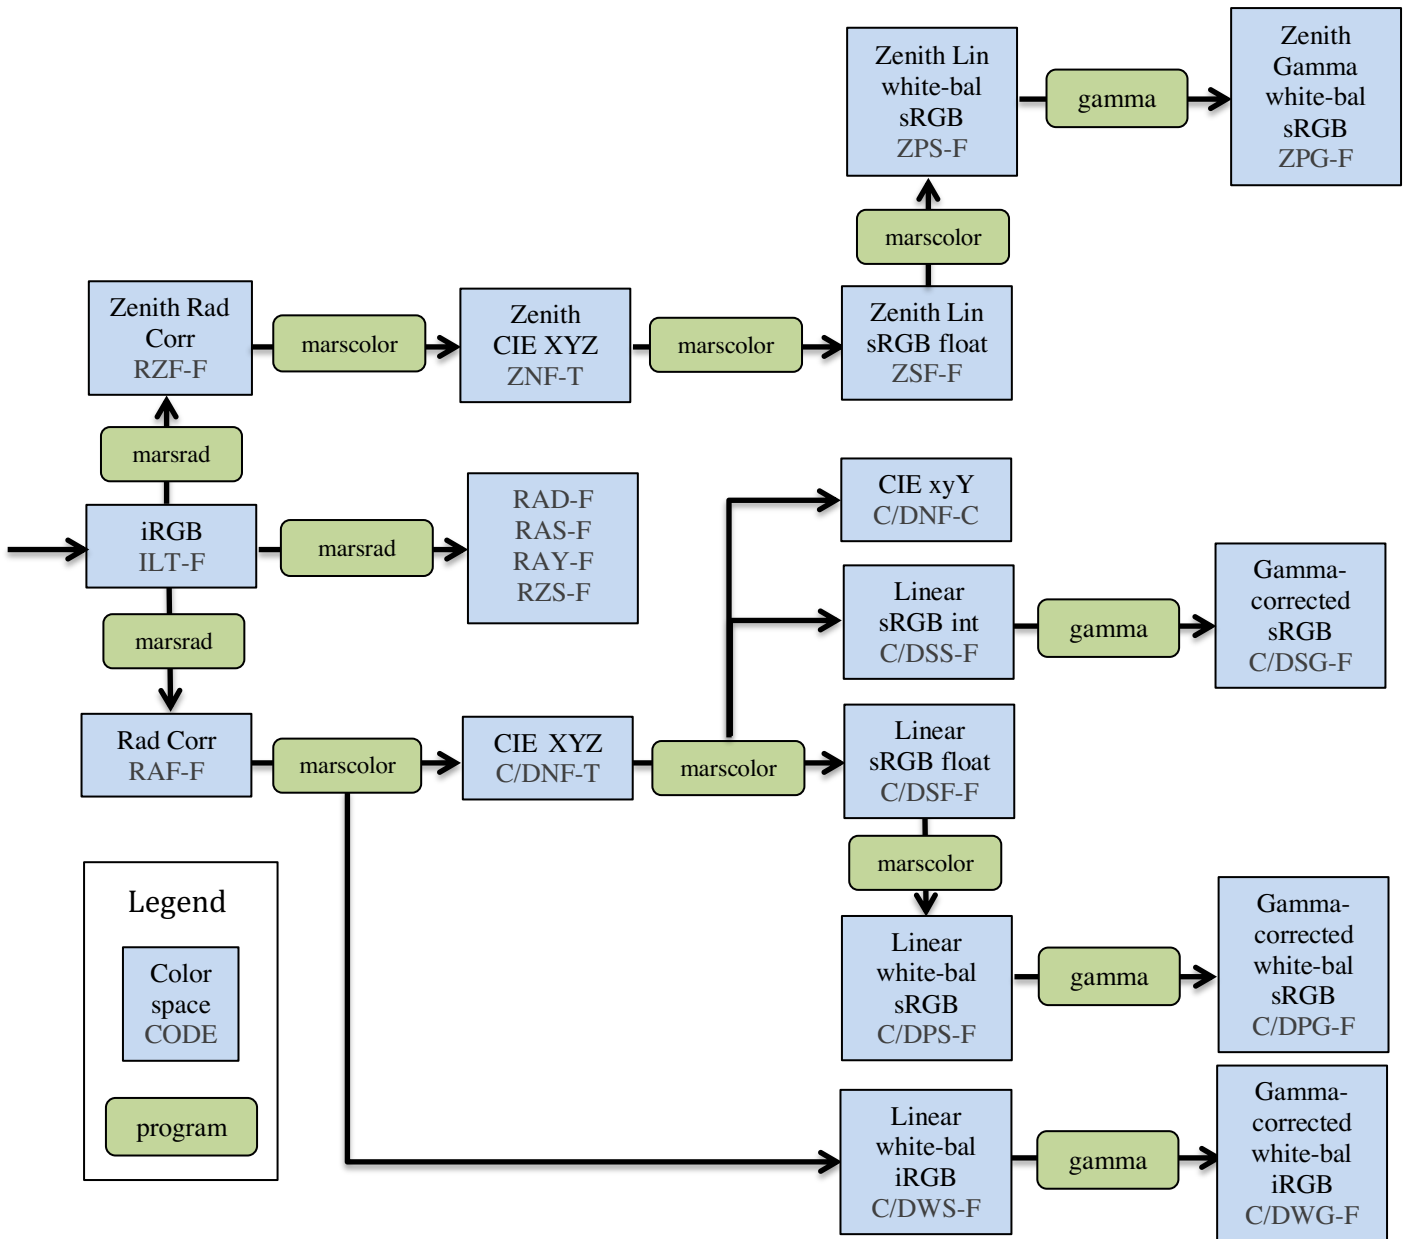 Zenith Lin
white-bal
sRGB
ZPS-F
gamma
Zenith
Gamma
white-bal
sRGB
ZPG-F
marscolor
Zenith Rad
Corr
RZF-F
marscolor
Zenith
CIE XYZ
ZNF-T
marscolor
Zenith Lin
sRGB float
ZSF-F
marsrad
iRGB
ILT-F
marsrad
RAD-F
RAS-F
RAY-F
RZS-F
CIE xyY
C/DNF-C
Linear
sRGB int
C/DSS-F
gamma
Gamma-
corrected
sRGB
C/DSG-F
marsrad
Rad Corr
RAF-F
marscolor
CIE XYZ
C/DNF-T
marscolor
Linear
sRGB float
C/DSF-F
marscolor
Linear
white-bal
sRGB
C/DPS-F
gamma
Gamma-
corrected
white-bal
sRGB
C/DPG-F
Linear
white-bal
iRGB
C/DWS-F
gamma
Gamma-
corrected
white-bal
iRGB
C/DWG-F
Legend
Color
space
CODE
program